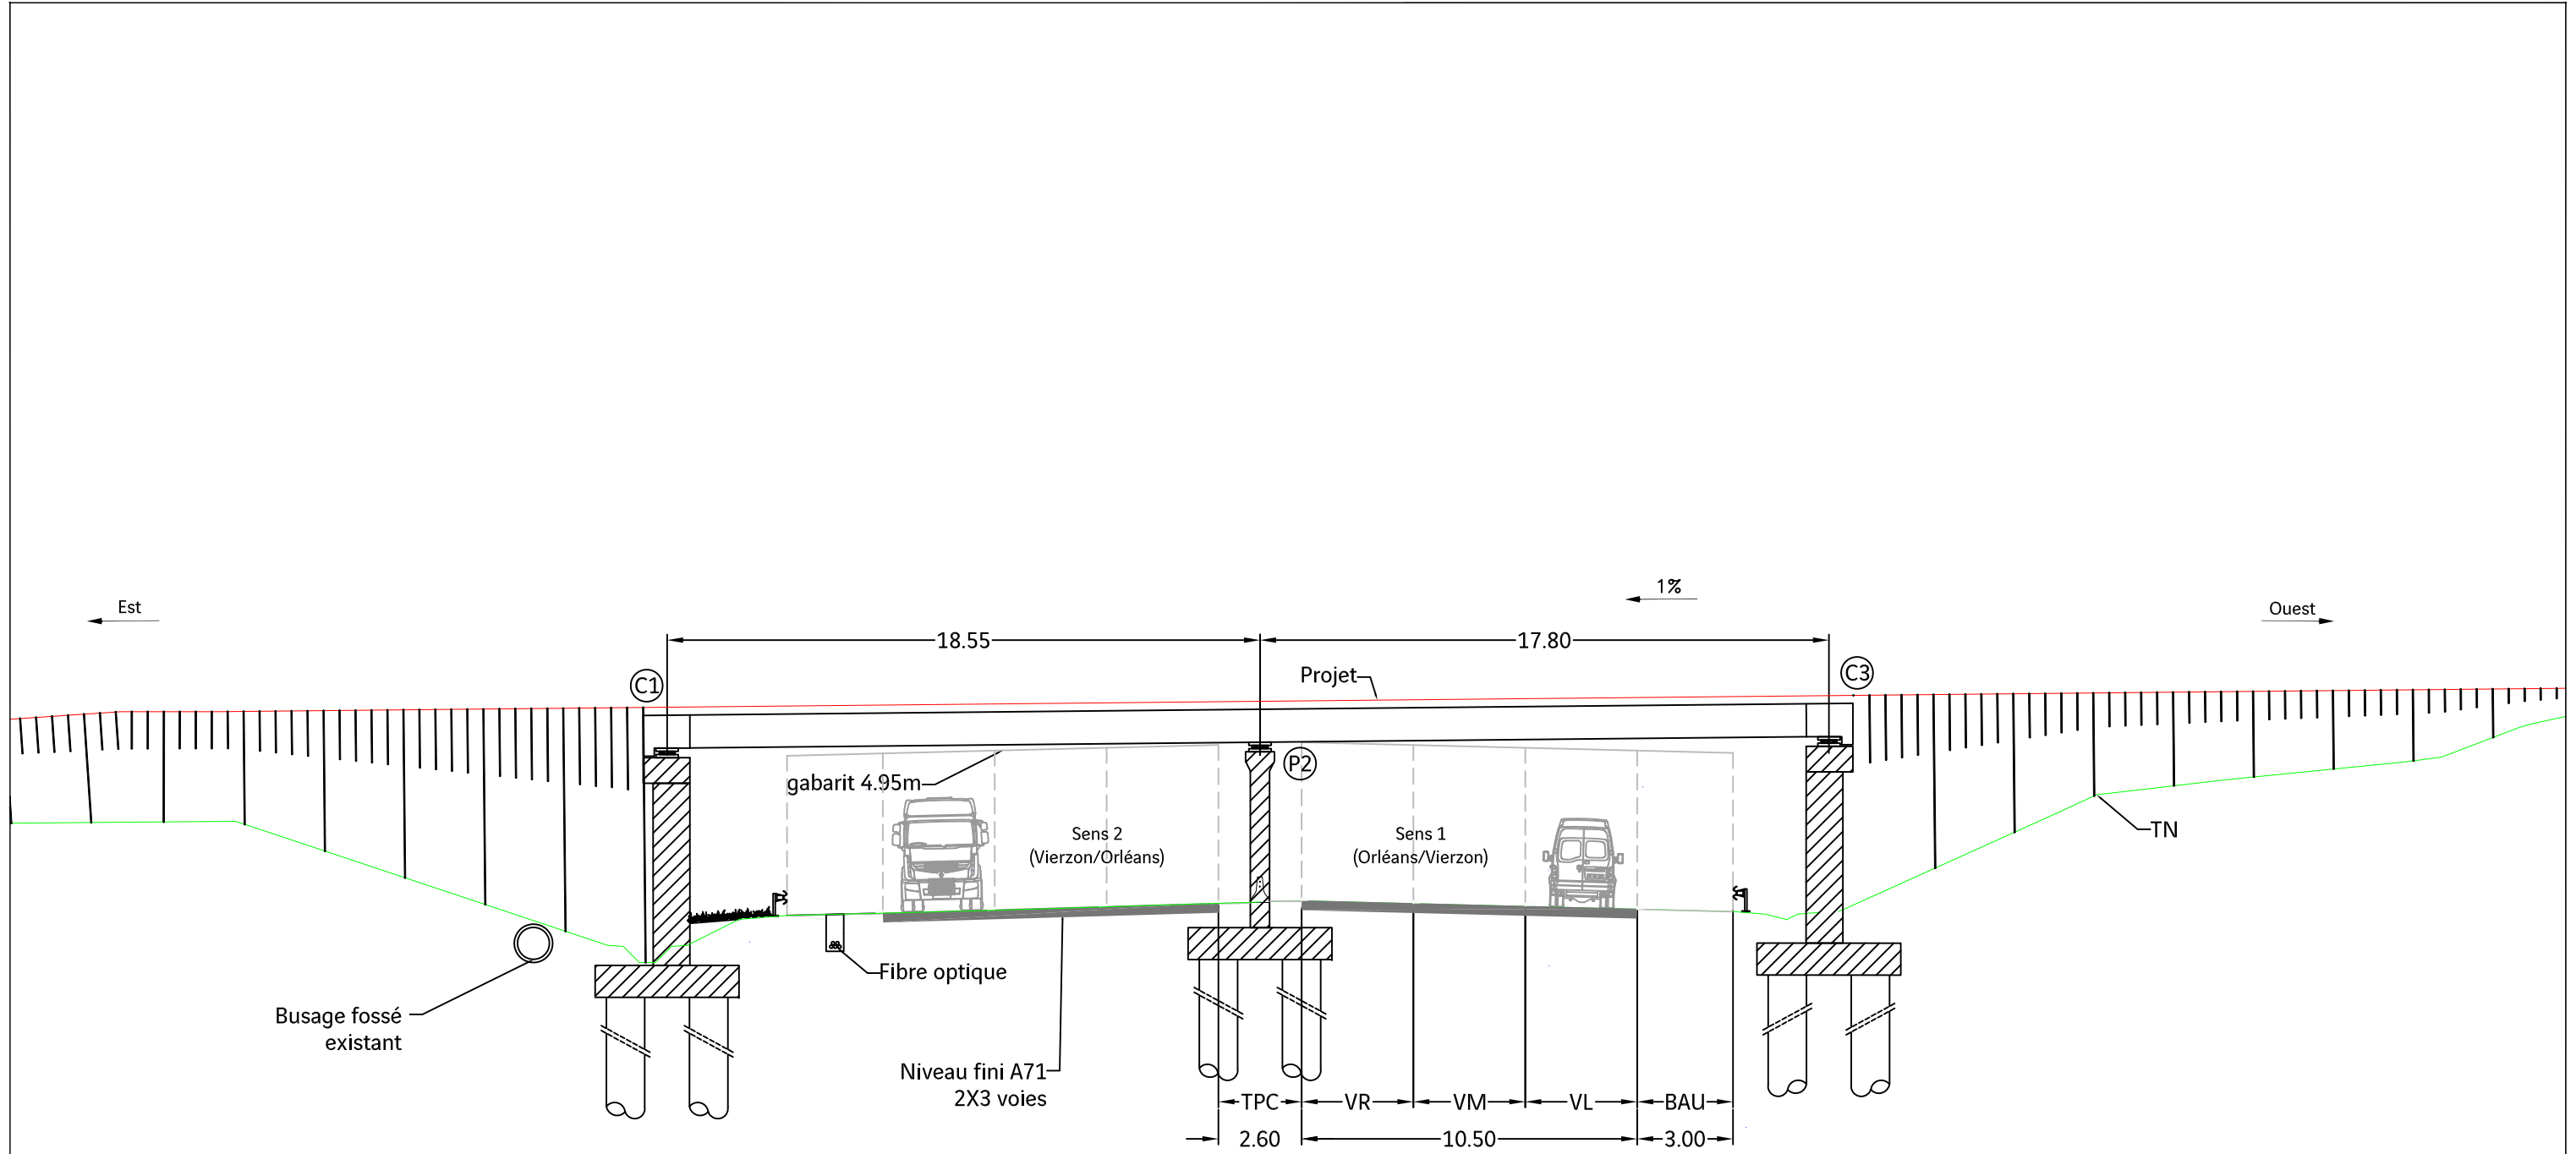 1%
Est
Ouest
18.55
17.80
Projet
C1
C3
P2
gabarit 4.95m
Sens 2
(Vierzon/Orléans)
Sens 1
(Orléans/Vierzon)
TN
Fibre optique
Busage fossé
existant
Niveau fini A71
2X3 voies
TPC
VR
VM
VL
BAU
2.60
10.50
3.00